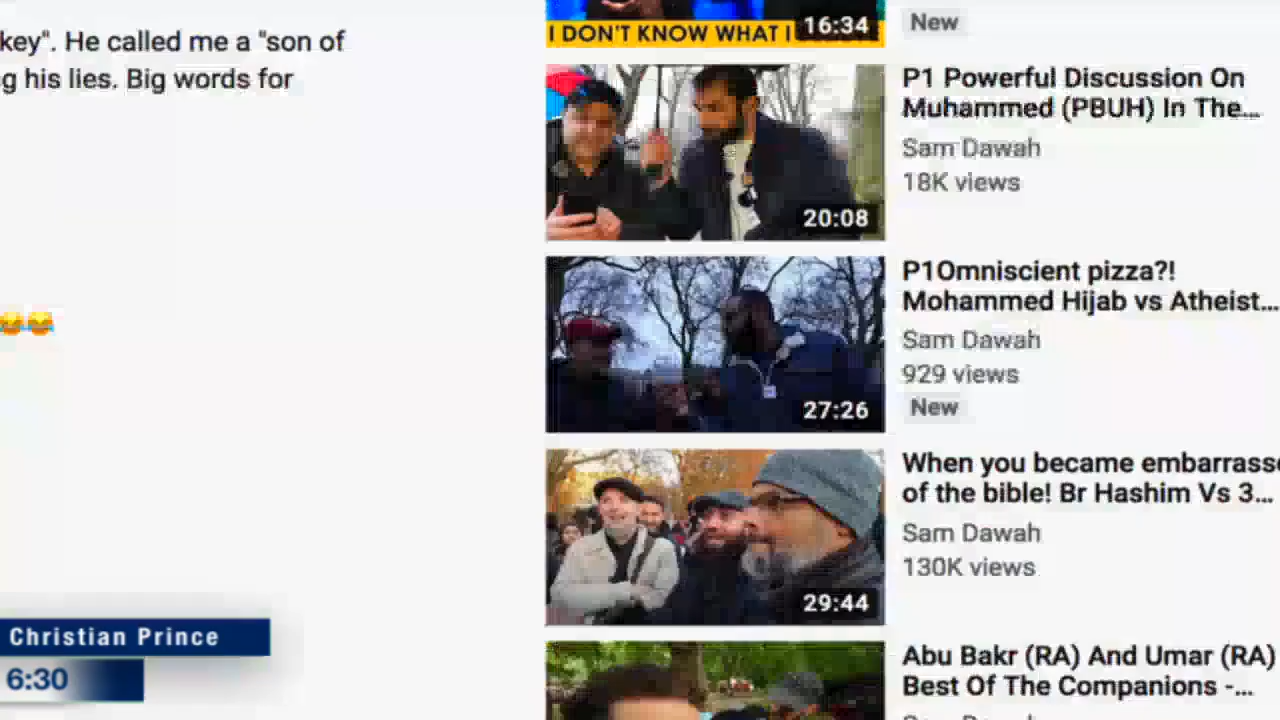 key". He called me a "son of
g his lies. Big words for
Christian Prince
6:30
I DON'T KNOW WHAT I
16:34
New
20:08
P1 Powerful Discussion On
Muhammed (PBUH) In The...
Sam Dawah
18K views
27:26
P1Omniscient pizza?!
Mohammed Hijab vs Atheist...
Sam Dawah
929 views
New
29:44
When you became embarrasse
of the bible! Br Hashim Vs 3...
Sam Dawah
130K views
Abu Bakr (RA) And Umar (RA)
Best Of The Companions -...